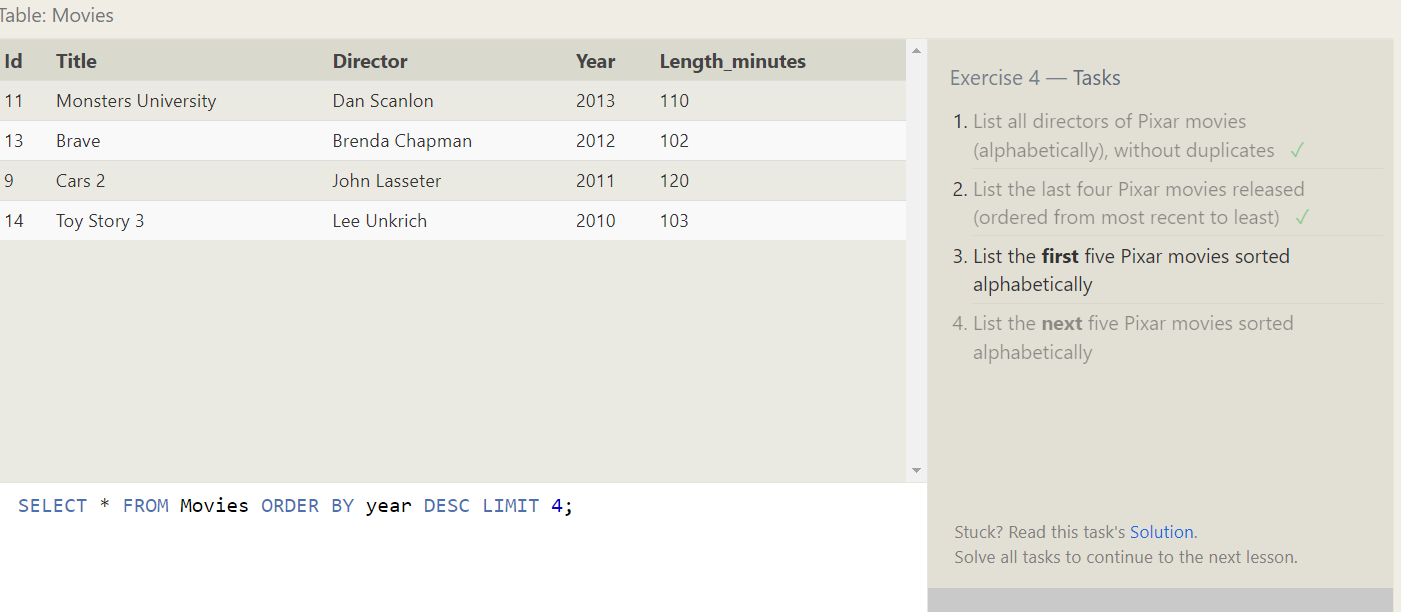 Table: Movies
Id Title Director Year Length_minutes
11 Monsters University Dan Scanlon 2013 110
13 Brave Brenda Chapman 2012 102
9 Cars 2 John Lasseter 2011 120
14 Toy Story 3 Lee Unkrich 2010 103
SELECT * FROM Movies ORDER BY year DESC LIMIT 4;
Exercise 4 — Tasks
1. List all directors of Pixar movies
(alphabetically), without duplicates ✓
2. List the last four Pixar movies released
(ordered from most recent to least) ✓
3. List the first five Pixar movies sorted
alphabetically
4. List the next five Pixar movies sorted
alphabetically
Stuck? Read this task's Solution.
Solve all tasks to continue to the next lesson.